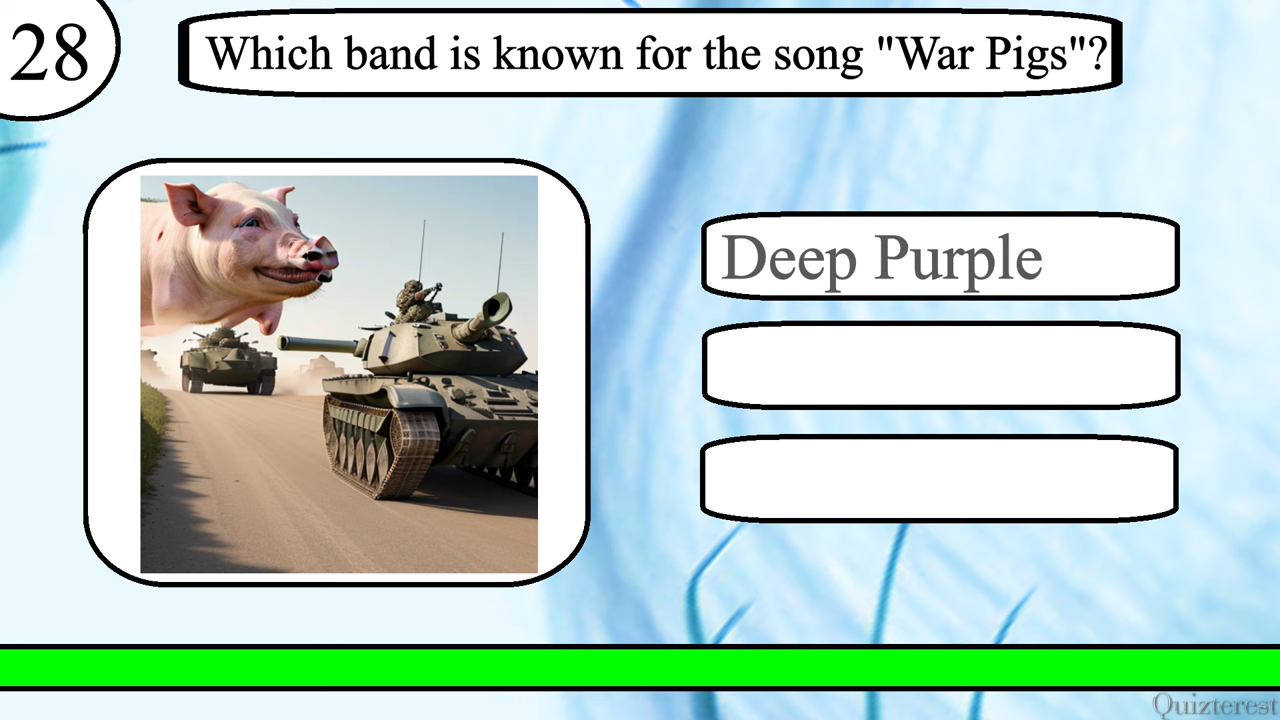 28
Which band is known for the song "War Pigs"?
Deep Purple
Quizterest